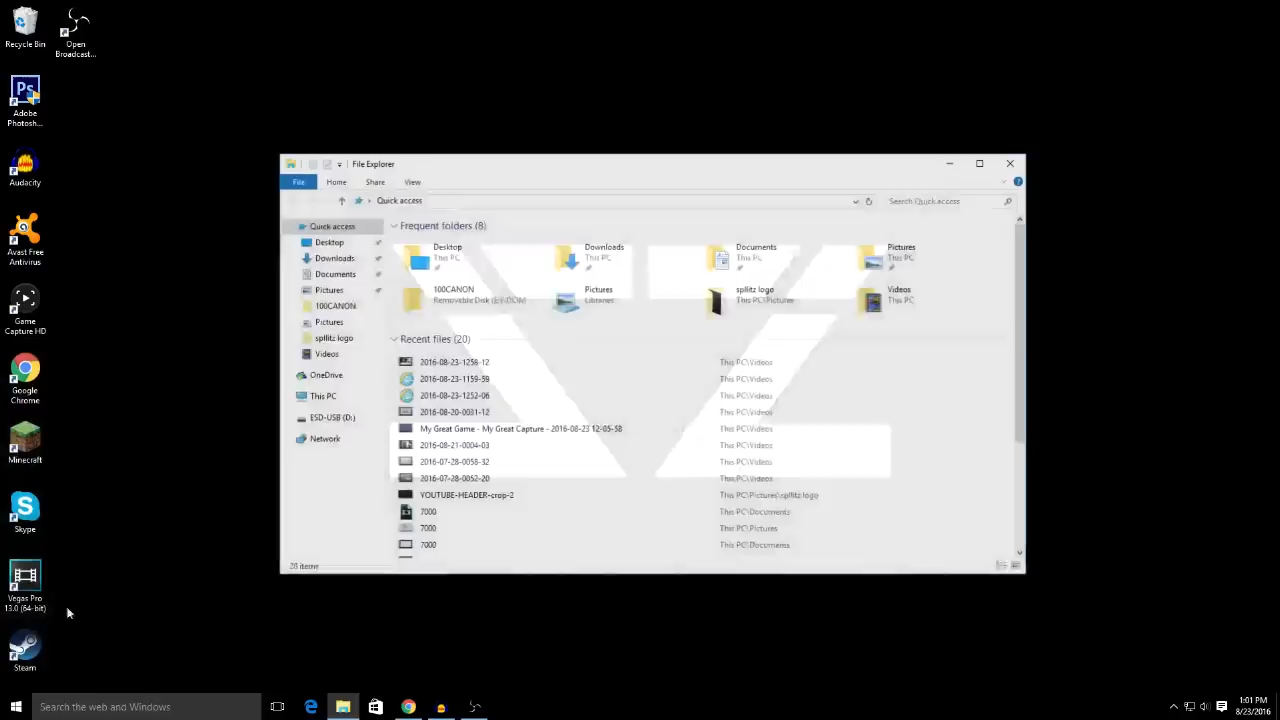 Recycle Bin
Open
Broadcast...
Adobe
Photosh...
Audacity
Avast Free
Antivirus
Game
Capture HD
Google
Chrome
Minecraft
Skype
Vegas Pro
13.0 (64-bit)
Steam
File Explorer
File Home Share View
Quick access
Search Quick access
Quick access
Desktop
Downloads
Documents
Pictures
100CANON
Pictures
spllitz logo
Videos
OneDrive
This PC
ESD-USB (D:)
Network
Frequent folders (8)
Desktop
This PC
Downloads
This PC
Documents
This PC
Pictures
This PC
100CANON
Pictures
Libraries
spllitz logo
This PC\Pictures
Videos
This PC
Recent files (20)
2016-08-23-1258-12 This PC\Videos
2016-08-23-1159-59 This PC\Videos
2016-08-23-1252-06 This PC\Videos
2016-08-20-0031-12 This PC\Videos
My Great Game - My Great Capture - 2016-08-23 12-05-38 This PC\Videos
2016-08-21-0004-03 This PC\Videos
2016-07-28-0058-32 This PC\Videos
2016-07-28-0052-20 This PC\Videos
YOUTUBE-HEADER-crop-2 This PC\Pictures\spllitz logo
7000 This PC\Documents
7000 This PC\Pictures
7000 This PC\Documents
28 items
Search the web and Windows
1:01 PM
8/23/2016